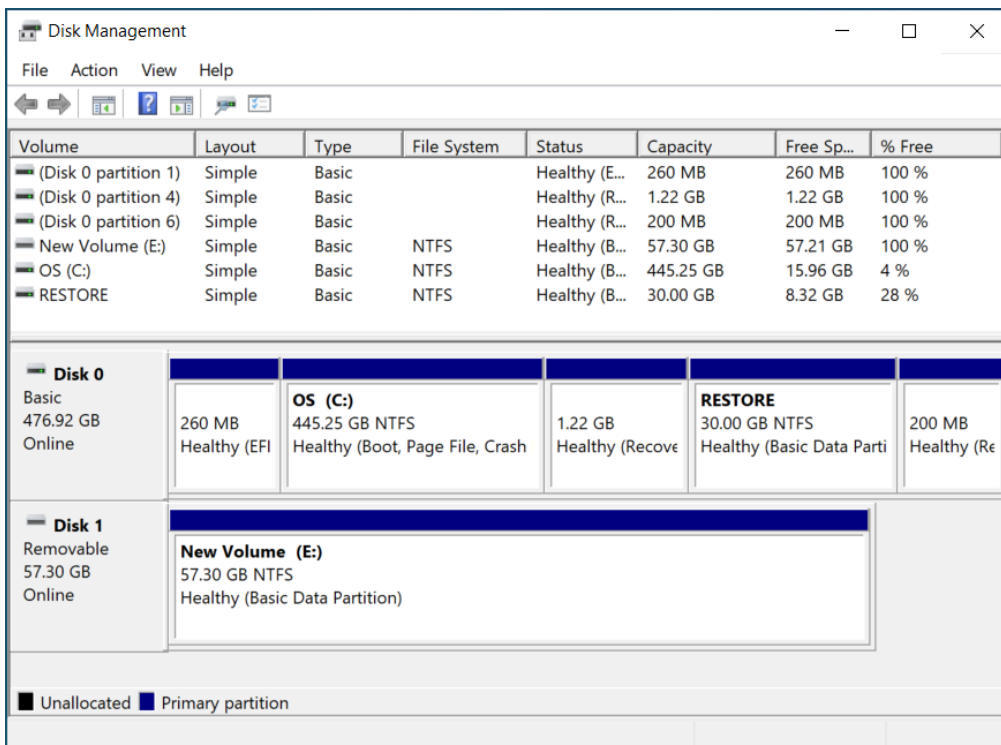 Disk Management
File Action View Help
Volume Layout Type File System Status Capacity Free Sp... % Free
(Disk 0 partition 1) Simple Basic Healthy (E... 260 MB 260 MB 100 %
(Disk 0 partition 4) Simple Basic Healthy (R... 1.22 GB 1.22 GB 100 %
(Disk 0 partition 6) Simple Basic Healthy (R... 200 MB 200 MB 100 %
New Volume (E:) Simple Basic NTFS Healthy (B... 57.30 GB 57.21 GB 100 %
OS (C:) Simple Basic NTFS Healthy (B... 445.25 GB 15.96 GB 4 %
RESTORE Simple Basic NTFS Healthy (B... 30.00 GB 8.32 GB 28 %
Disk 0
Basic
476.92 GB
Online
260 MB
Healthy (EFI
OS (C:)
445.25 GB NTFS
Healthy (Boot, Page File, Crash
1.22 GB
Healthy (Recove
RESTORE
30.00 GB NTFS
Healthy (Basic Data Parti
200 MB
Healthy (Re
Disk 1
Removable
57.30 GB
Online
New Volume (E:)
57.30 GB NTFS
Healthy (Basic Data Partition)
Unallocated Primary partition